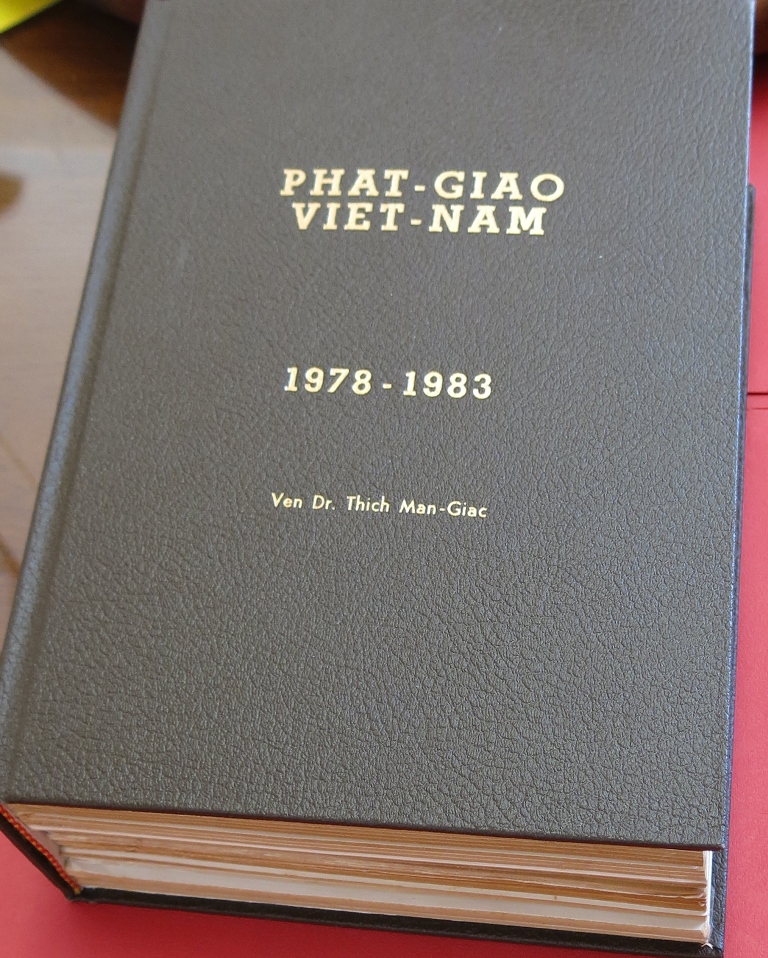 PHAT-GIAO
VIET-NAM
1978-1983
Ven Dr. Thich Man-Giac